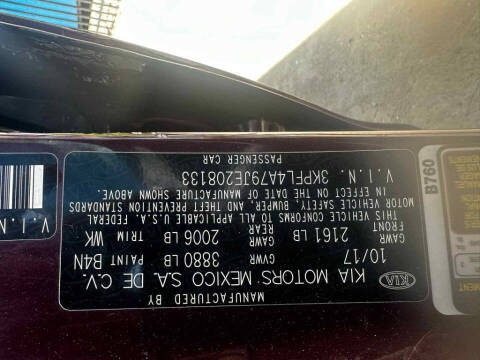 MANUFACTURED BY
KIA
KIA MOTORS MEXICO S.A. DE C.V.
10/17 GVWR 3880 LB PAINT B4N
GAWR FRONT 2161 LB GAWR REAR 2006 LB TRIM WK
THIS VEHICLE CONFORMS TO ALL APPLICABLE U.S.A. FEDERAL
MOTOR VEHICLE SAFETY, BUMPER, AND THEFT PREVENTION STANDARDS
IN EFFECT ON THE DATE OF MANUFACTURE SHOWN ABOVE.
V.I.N. 3KPFL4A79JE208133
PASSENGER CAR
B760
V.I.N.